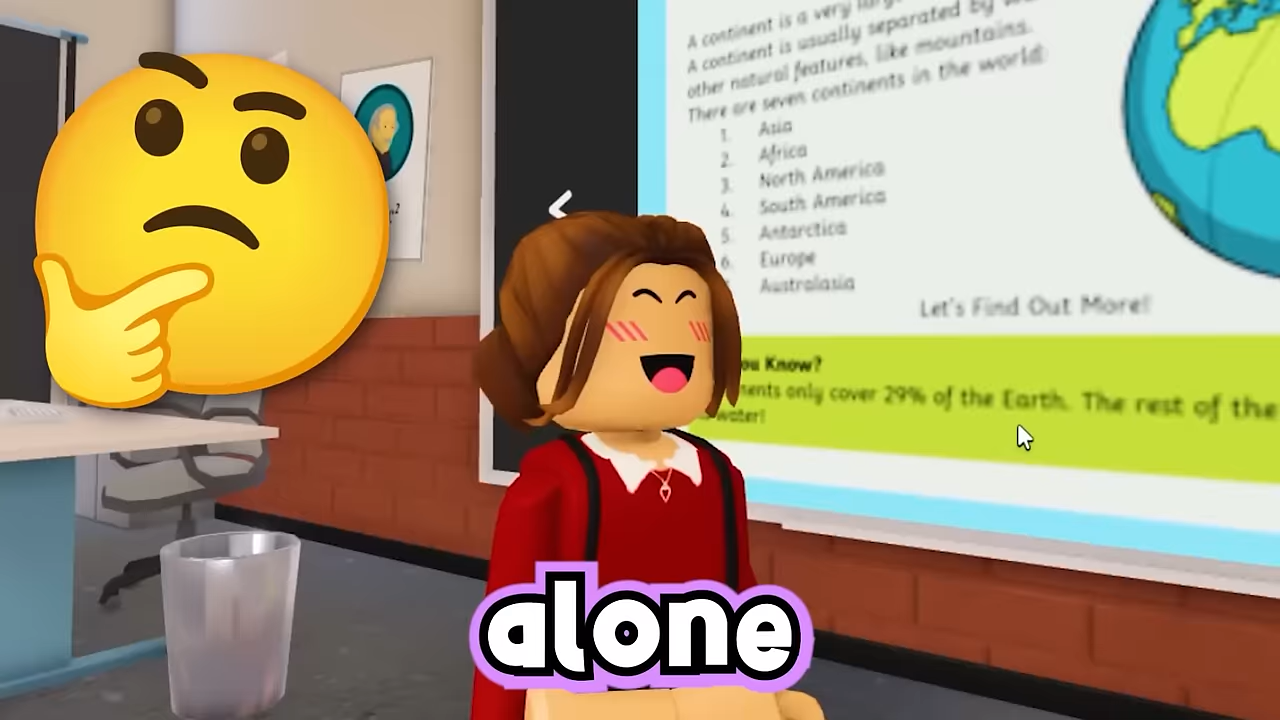 A continent is a very large
A continent is usually separated by
other natural features, like mountains.
There are seven continents in the world:
1. Asia
2. Africa
3. North America
4. South America
5. Antarctica
6. Europe
Australasia
Let's Find Out More!
ou Know?
nents only cover 29% of the Earth. The rest of the
water!
alone